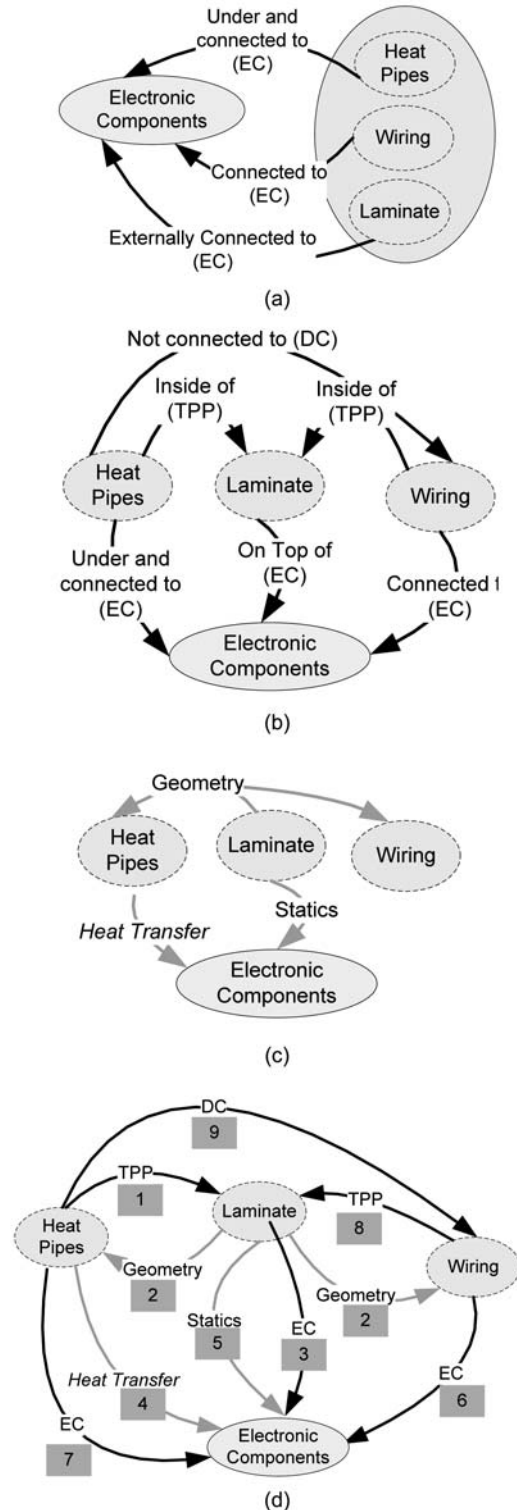 Under and
connected to
(EC)
Heat
Pipes
Electronic
Components
Wiring
Connected to
(EC)
Laminate
Externally Connected to
(EC)
(a)
Not connected to (DC)
Inside of
(TPP)
Inside of
(TPP)
Heat
Pipes
Laminate
Wiring
Under and
connected to
(EC)
On Top of
(EC)
Connected t
(EC)
Electronic
Components
(b)
Geometry
Heat
Pipes
Laminate
Wiring
Heat Transfer
Statics
Electronic
Components
(c)
DC
9
TPP
1
TPP
8
Heat
Pipes
Laminate
Wiring
Geometry
2
Geometry
2
Statics
5
EC
3
Heat Transfer
4
EC
6
EC
7
Electronic
Components
(d)